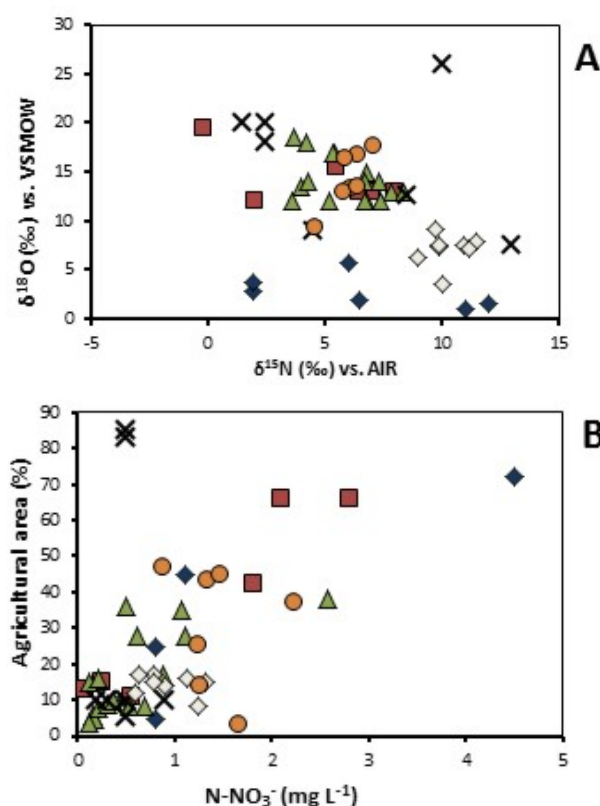 A
30
25
20
15
10
5
0
-5 0 5 10 15
δ¹⁸O (‰) vs. VSMOW
δ¹⁵N (‰) vs. AIR
B
90
80
70
60
50
40
30
20
10
0
0 1 2 3 4 5
Agricultural area (%)
N-NO₃⁻ (mg L⁻¹)